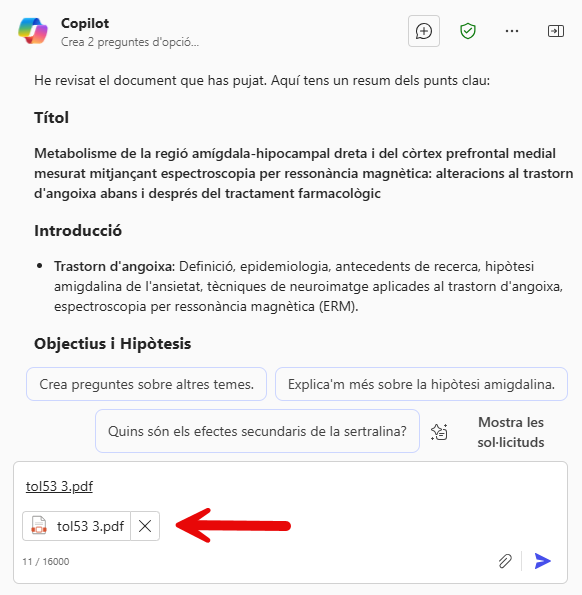 Copilot
Crea 2 preguntes d'opció...
He revisat el document que has pujat. Aquí tens un resum dels punts clau:
Títol
Metabolisme de la regió amígdala-hipocampal dreta i del còrtex prefrontal medial
mesurat mitjançant espectroscopia per ressonància magnètica: alteracions al trastorn
d'angoixa abans i després del tractament farmacològic
Introducció
• Trastorn d'angoixa: Definició, epidemiologia, antecedents de recerca, hipòtesi
amigdalina de l'ansietat, tècniques de neuroimatge aplicades al trastorn d'angoixa,
espectroscopia per ressonància magnètica (ERM).
Objectius i Hipòtesis
Crea preguntes sobre altres temes.
Explica'm més sobre la hipòtesi amigdalina.
Quins són els efectes secundaris de la sertralina?
Mostra les
sol·licituds
tol53 3.pdf
tol53 3.pdf
11 / 16000